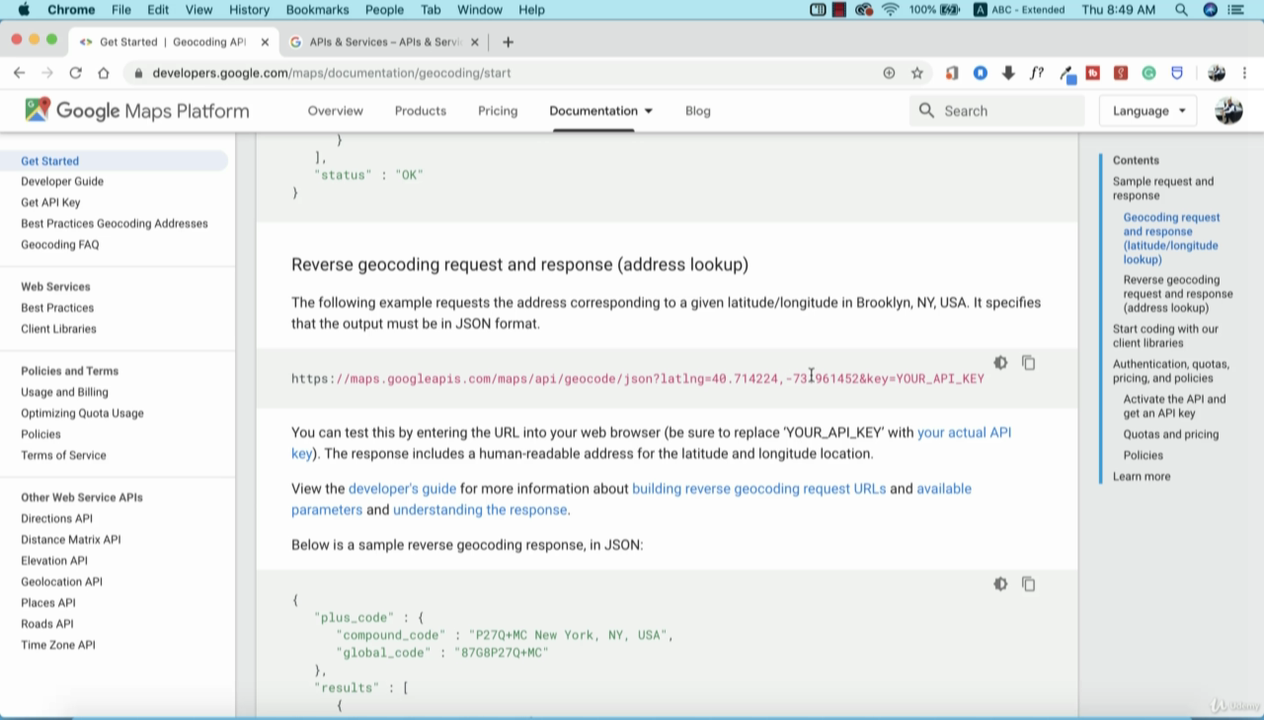 Chrome File Edit View History Bookmarks People Tab Window Help 100% A ABC - Extended Thu 8:49 AM
Get Started | Geocoding API APIs & Services – APIs & Servi
developers.google.com/maps/documentation/geocoding/start
Google Maps Platform Overview Products Pricing Documentation Blog Search Language
Get Started
Developer Guide
Get API Key
Best Practices Geocoding Addresses
Geocoding FAQ
Web Services
Best Practices
Client Libraries
Policies and Terms
Usage and Billing
Optimizing Quota Usage
Policies
Terms of Service
Other Web Service APIs
Directions API
Distance Matrix API
Elevation API
Geolocation API
Places API
Roads API
Time Zone API
}
],
"status" : "OK"
}
Reverse geocoding request and response (address lookup)
The following example requests the address corresponding to a given latitude/longitude in Brooklyn, NY, USA. It specifies
that the output must be in JSON format.
https://maps.googleapis.com/maps/api/geocode/json?latlng=40.714224,-73.961452&key=YOUR_API_KEY
You can test this by entering the URL into your web browser (be sure to replace 'YOUR_API_KEY' with your actual API
key). The response includes a human-readable address for the latitude and longitude location.
View the developer's guide for more information about building reverse geocoding request URLs and available
parameters and understanding the response.
Below is a sample reverse geocoding response, in JSON:
{
"plus_code" : {
"compound_code" : "P27Q+MC New York, NY, USA",
"global_code" : "87G8P27Q+MC"
},
"results" : [
{
Contents
Sample request and
response
Geocoding request
and response
(latitude/longitude
lookup)
Reverse geocoding
request and response
(address lookup)
Start coding with our
client libraries
Authentication, quotas,
pricing, and policies
Activate the API and
get an API key
Quotas and pricing
Policies
Learn more
Udemy